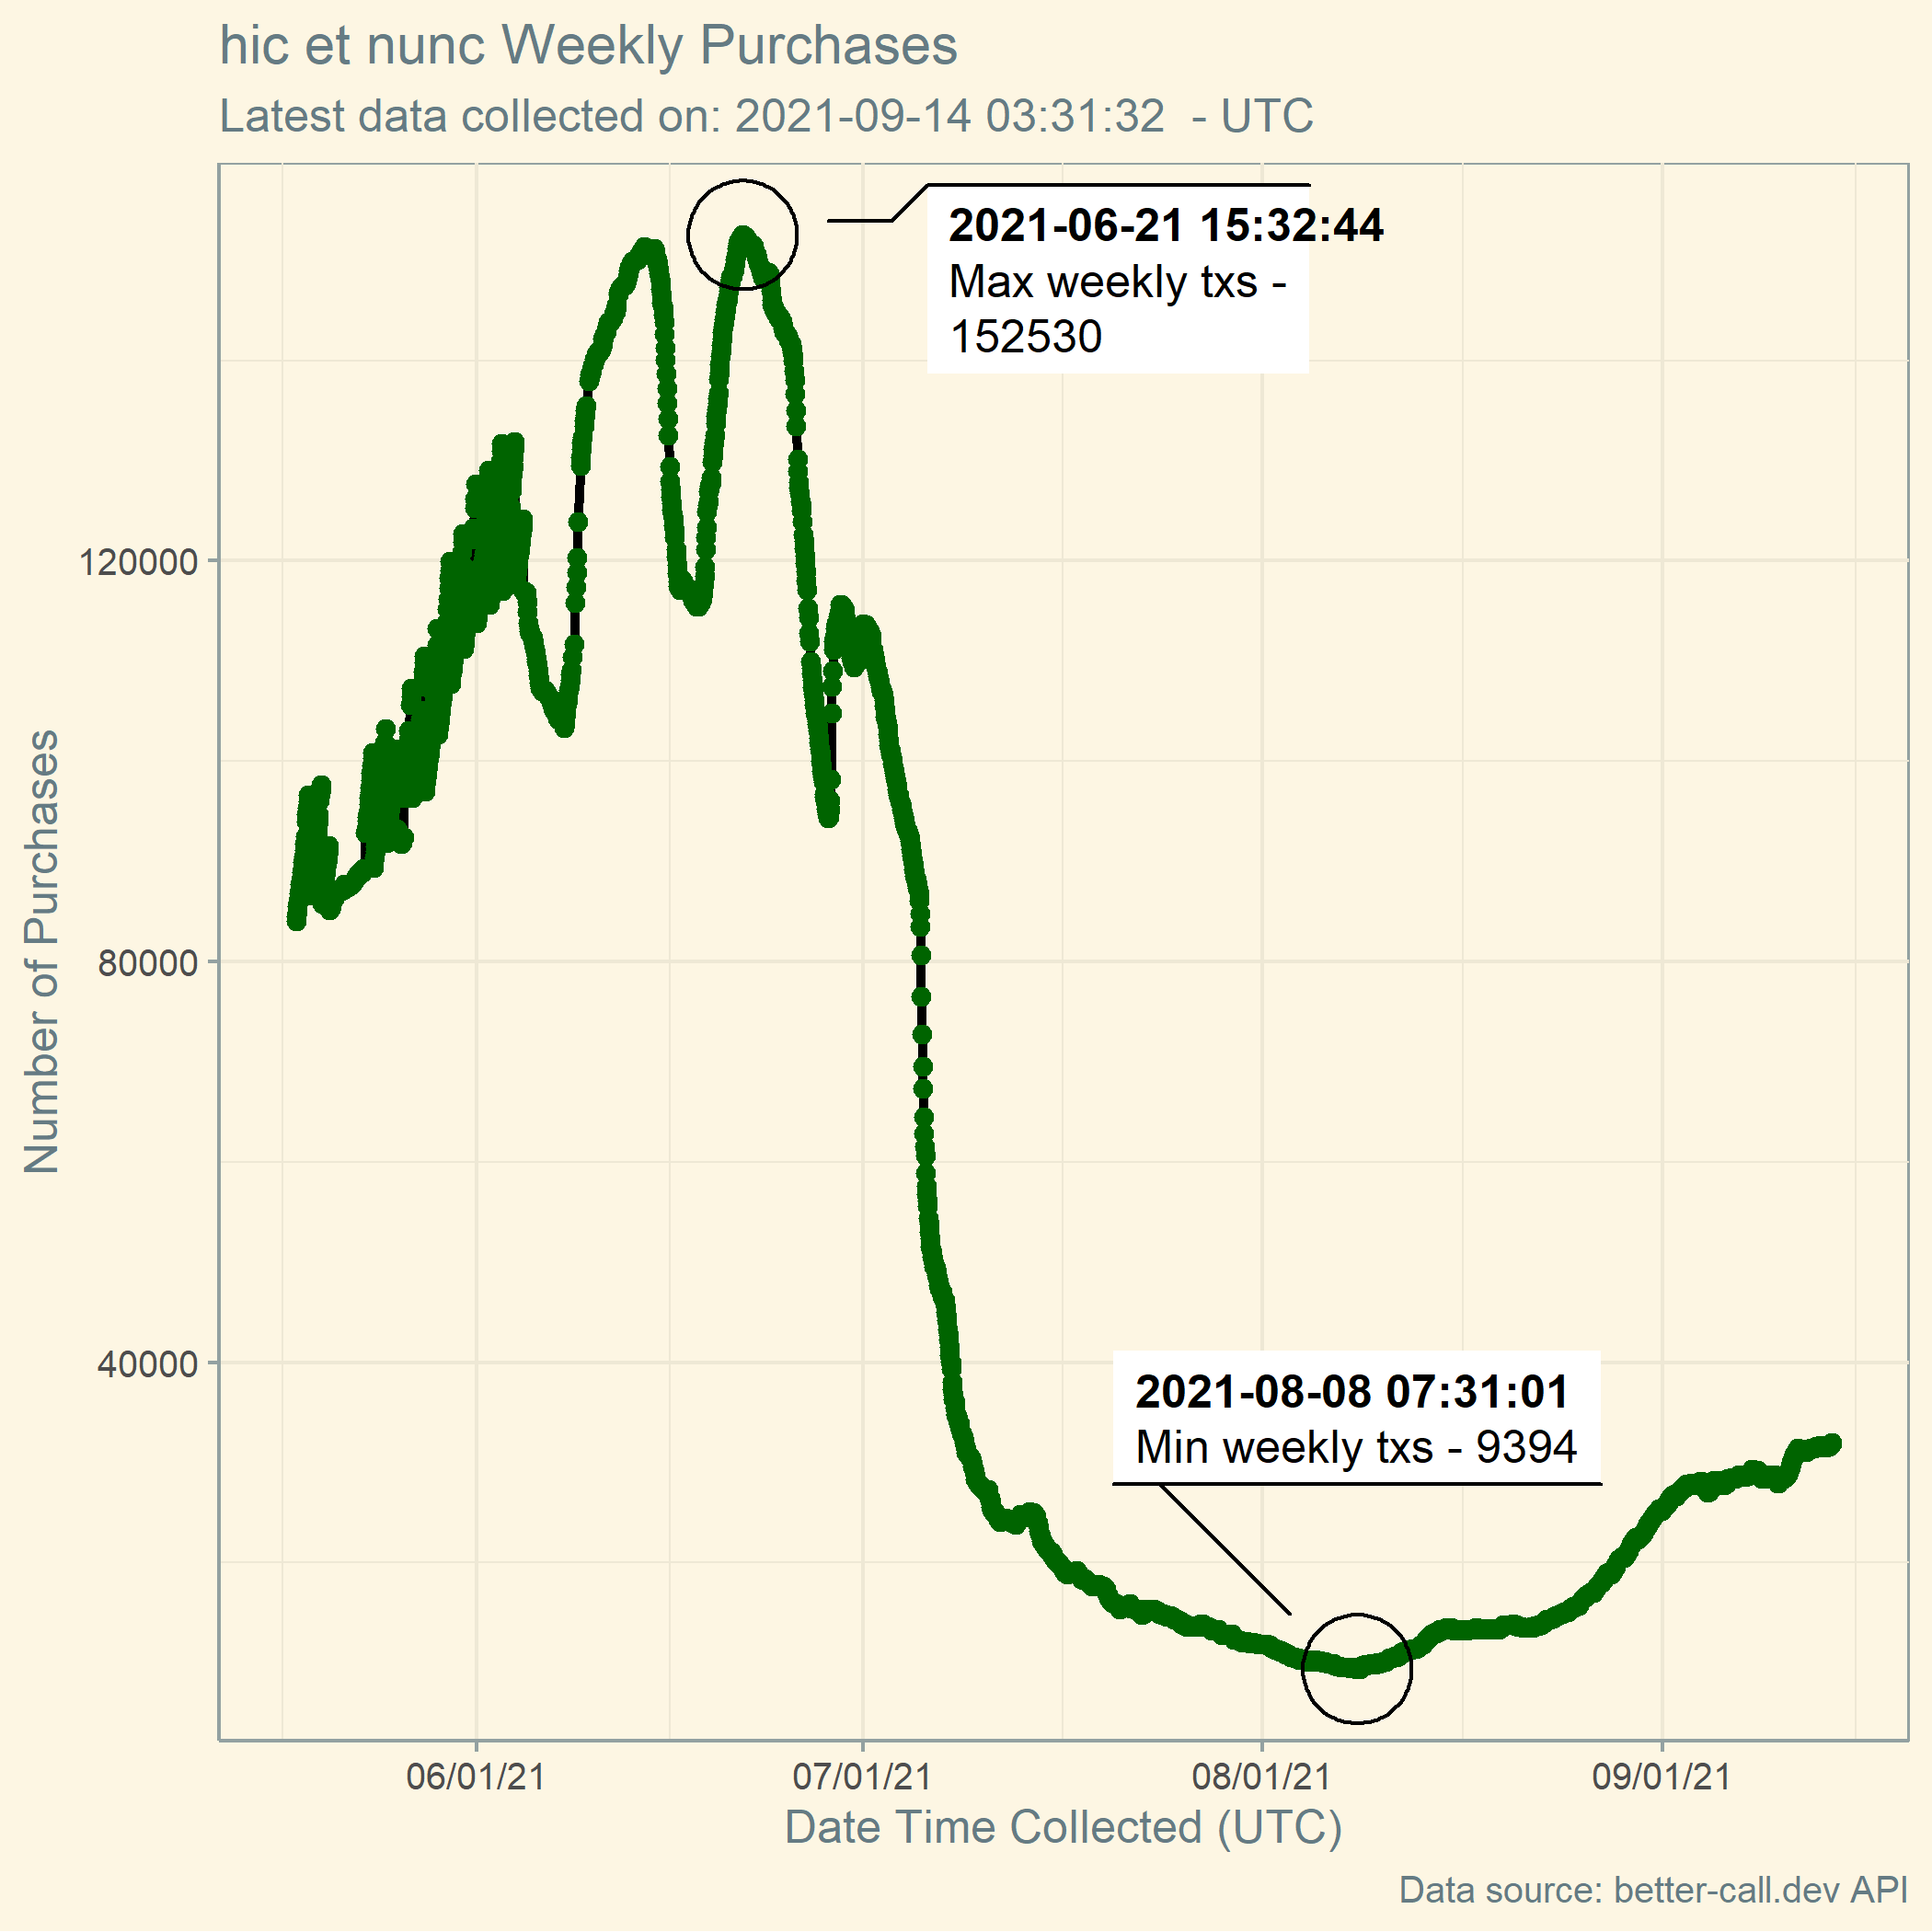 hic et nunc Weekly Purchases
Latest data collected on: 2021-09-14 03:31:32  - UTC
2021-06-21 15:32:44
Max weekly txs -
152530
120000
80000
40000
Number of Purchases
2021-08-08 07:31:01
Min weekly txs - 9394
06/01/21 07/01/21 08/01/21 09/01/21
Date Time Collected (UTC)
Data source: better-call.dev API